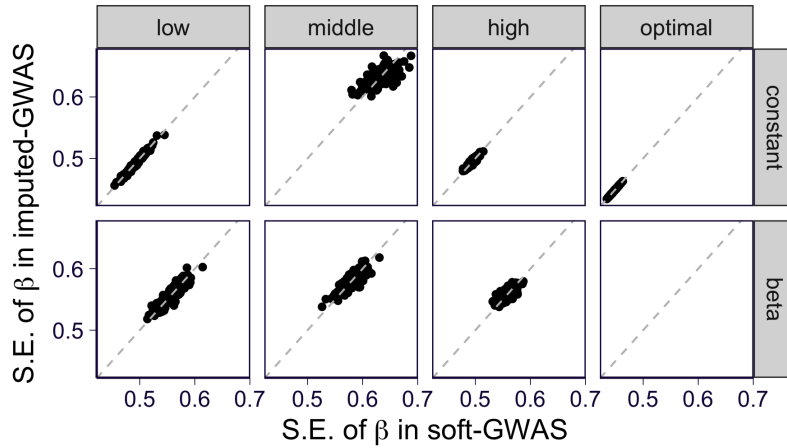 low middle high optimal
S.E. of β in imputed-GWAS
0.6
0.5
constant
0.6
0.5
beta
0.5 0.6 0.7 0.5 0.6 0.7 0.5 0.6 0.7 0.5 0.6 0.7
S.E. of β in soft-GWAS